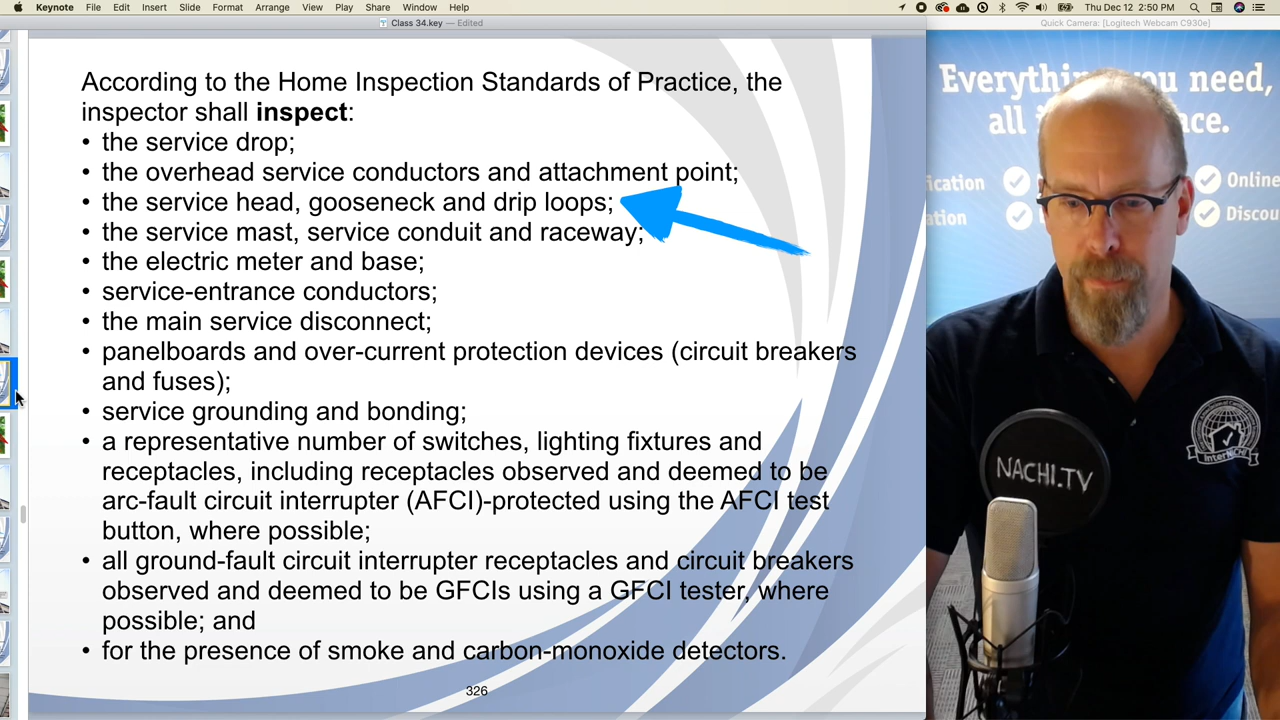 Keynote File Edit Insert Slide Format Arrange View Play Share Window Help Thu Dec 12 2:50 PM
Class 34.key — Edited
Quick Camera: [Logitech Webcam C930e]
According to the Home Inspection Standards of Practice, the
inspector shall inspect:
• the service drop;
• the overhead service conductors and attachment point;
• the service head, gooseneck and drip loops;
• the service mast, service conduit and raceway;
• the electric meter and base;
• service-entrance conductors;
• the main service disconnect;
• panelboards and over-current protection devices (circuit breakers
and fuses);
• service grounding and bonding;
• a representative number of switches, lighting fixtures and
receptacles, including receptacles observed and deemed to be
arc-fault circuit interrupter (AFCI)-protected using the AFCI test
button, where possible;
• all ground-fault circuit interrupter receptacles and circuit breakers
observed and deemed to be GFCIs using a GFCI tester, where
possible; and
• for the presence of smoke and carbon-monoxide detectors.
326
Everything you need,
all
Online
Discou
NACHI.TV
InterNACHI